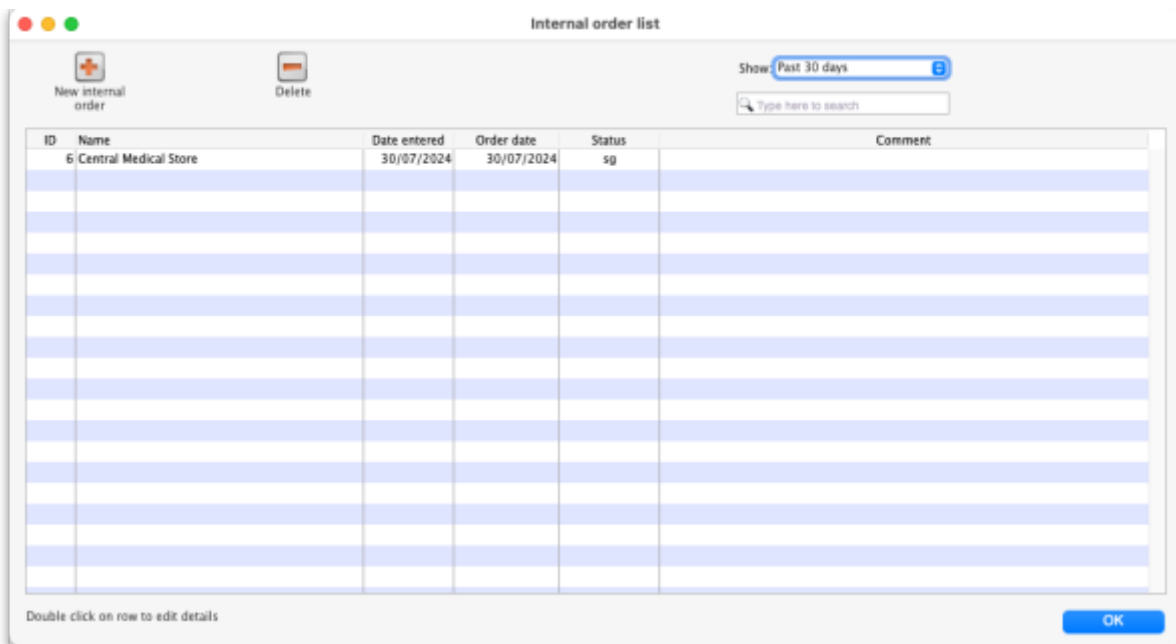 Internal order list
New internal
order
Delete
Show: Past 30 days
Type here to search
ID Name Date entered Order date Status Comment
6 Central Medical Store 30/07/2024 30/07/2024 sg
Double click on row to edit details
OK